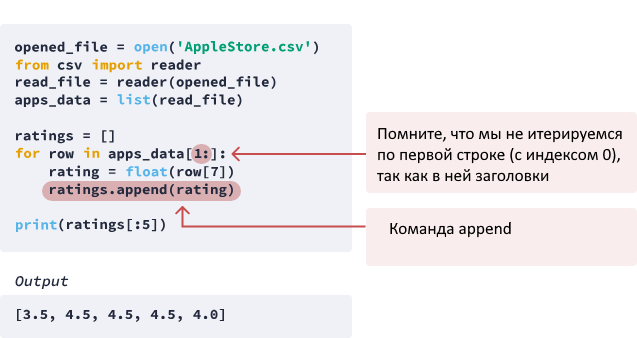 opened_file = open('AppleStore.csv')
from csv import reader
read_file = reader(opened_file)
apps_data = list(read_file)
ratings = []
for row in apps_data[1:]:
    rating = float(row[7])
    ratings.append(rating)
print(ratings[:5])
Помните, что мы не итерируемся
по первой строке (с индексом 0),
так как в ней заголовки
Команда append
Output
[3.5, 4.5, 4.5, 4.5, 4.0]